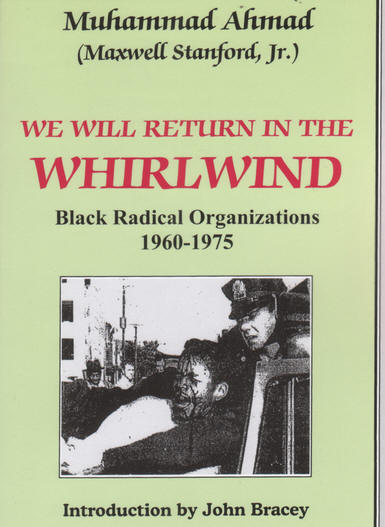 Muhammad Ahmad
(Maxwell Stanford, Jr.)
WE WILL RETURN IN THE
WHIRLWIND
Black Radical Organizations
1960-1975
Introduction by John Bracey